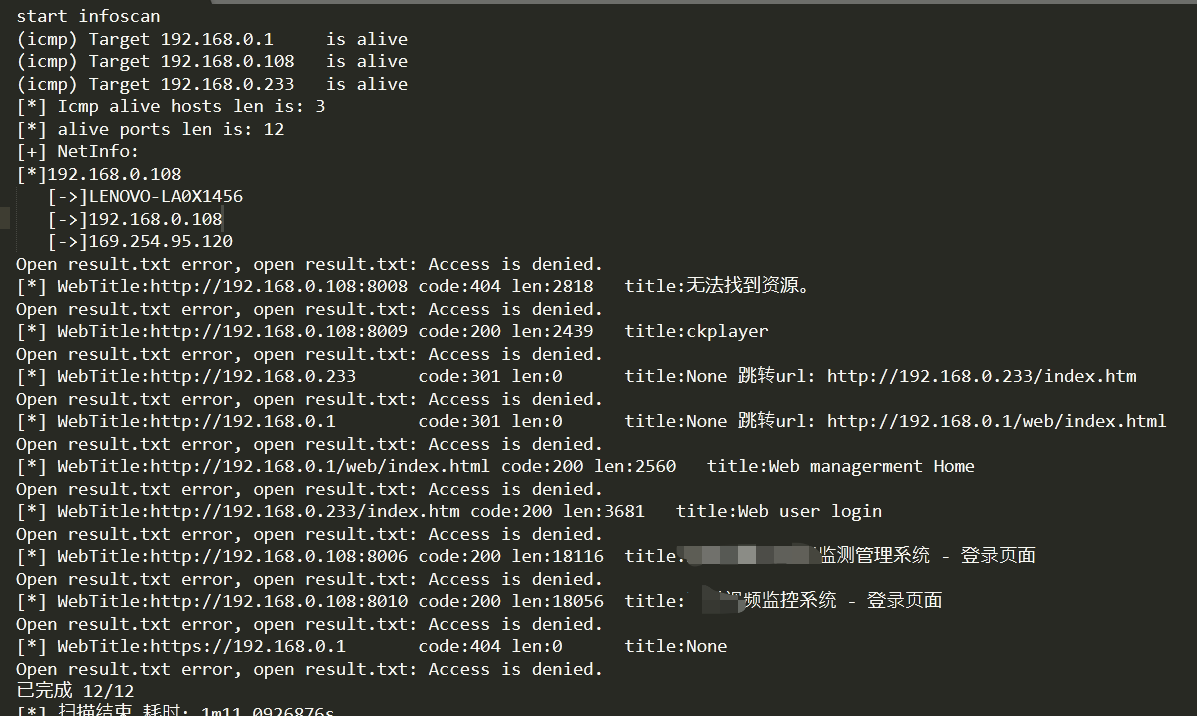 start infoscan
(icmp) Target 192.168.0.1     is alive
(icmp) Target 192.168.0.108   is alive
(icmp) Target 192.168.0.233   is alive
[*] Icmp alive hosts len is: 3
[*] alive ports len is: 12
[+] NetInfo:
[*]192.168.0.108
   [->]LENOVO-LA0X1456
   [->]192.168.0.108
   [->]169.254.95.120
Open result.txt error, open result.txt: Access is denied.
[*] WebTitle:http://192.168.0.108:8008 code:404 len:2818   title:无法找到资源。
Open result.txt error, open result.txt: Access is denied.
[*] WebTitle:http://192.168.0.108:8009 code:200 len:2439   title:ckplayer
Open result.txt error, open result.txt: Access is denied.
[*] WebTitle:http://192.168.0.233      code:301 len:0      title:None 跳转url: http://192.168.0.233/index.htm
Open result.txt error, open result.txt: Access is denied.
[*] WebTitle:http://192.168.0.1        code:301 len:0      title:None 跳转url: http://192.168.0.1/web/index.html
Open result.txt error, open result.txt: Access is denied.
[*] WebTitle:http://192.168.0.1/web/index.html code:200 len:2560   title:Web managerment Home
Open result.txt error, open result.txt: Access is denied.
[*] WebTitle:http://192.168.0.233/index.htm code:200 len:3681   title:Web user login
Open result.txt error, open result.txt: Access is denied.
[*] WebTitle:http://192.168.0.108:8006 code:200 len:18116  title:监测管理系统 - 登录页面
Open result.txt error, open result.txt: Access is denied.
[*] WebTitle:http://192.168.0.108:8010 code:200 len:18056  title:视频监控系统 - 登录页面
Open result.txt error, open result.txt: Access is denied.
[*] WebTitle:https://192.168.0.1       code:404 len:0      title:None
Open result.txt error, open result.txt: Access is denied.
已完成 12/12
[*] 扫描结束,耗时: 1m11.0926876s